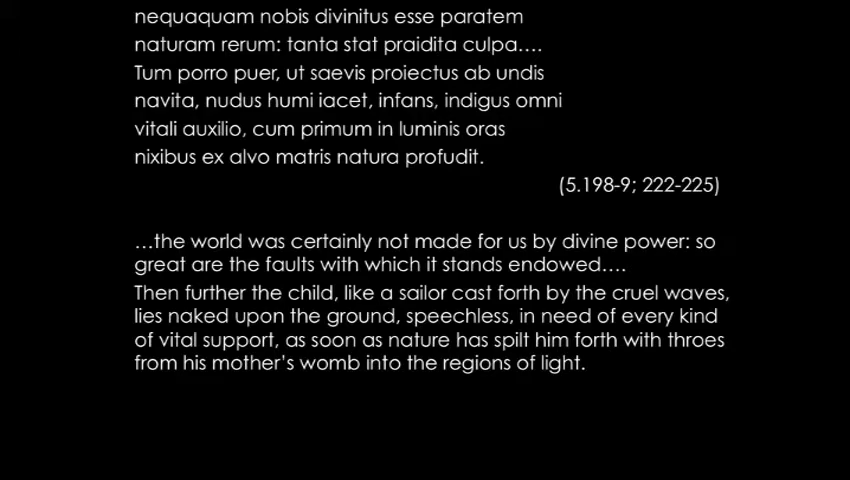 nequaquam nobis divinitus esse paratem
naturam rerum: tanta stat praidita culpa….
Tum porro puer, ut saevis proiectus ab undis
navita, nudus humi iacet, infans, indigus omni
vitali auxilio, cum primum in luminis oras
nixibus ex alvo matris natura profudit.
(5.198-9; 222-225)
…the world was certainly not made for us by divine power: so
great are the faults with which it stands endowed….
Then further the child, like a sailor cast forth by the cruel waves,
lies naked upon the ground, speechless, in need of every kind
of vital support, as soon as nature has spilt him forth with throes
from his mother’s womb into the regions of light.